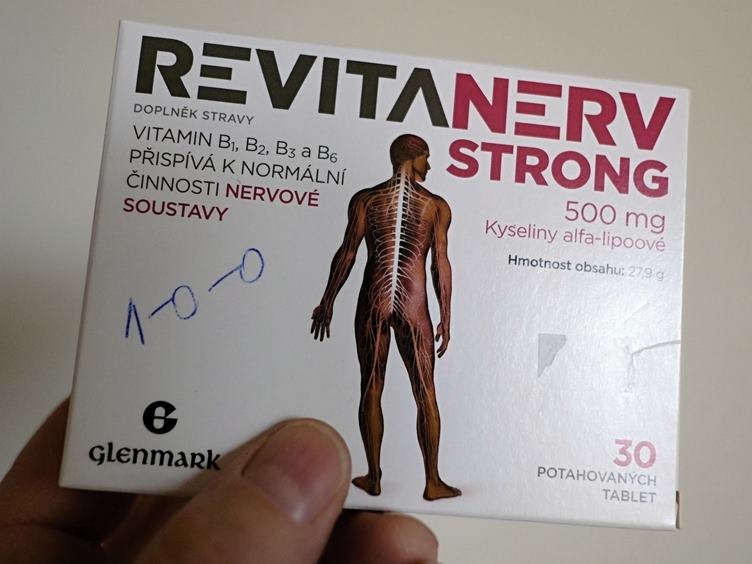 REVITANERV
STRONG
DOPLNĚK STRAVY
VITAMIN B₁, B₂, B₃ a B₆
PŘISPÍVÁ K NORMÁLNÍ
ČINNOSTI NERVOVÉ
SOUSTAVY
500 mg
Kyseliny alfa-lipoové
Hmotnost obsahu: 27,9 g
1-0-0
G
glenmark
30
POTAHOVANÝCH
TABLET